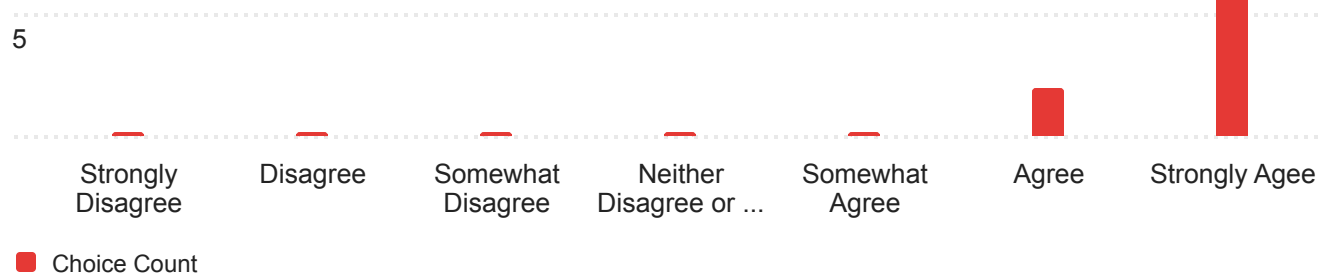 5
Strongly Disagree Somewhat Neither Somewhat Agree Strongly Agee
Disagree Disagree Disagree or ... Agree
Choice Count